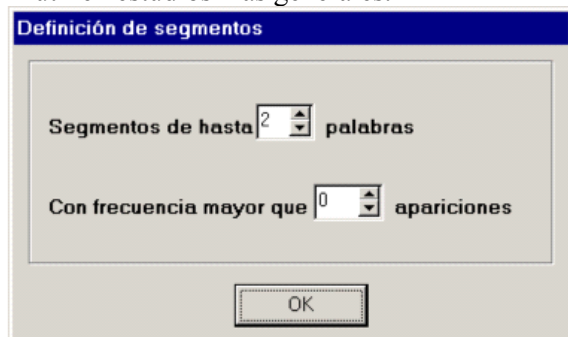 Definición de segmentos
Segmentos de hasta 2 palabras
Con frecuencia mayor que 0 apariciones
OK